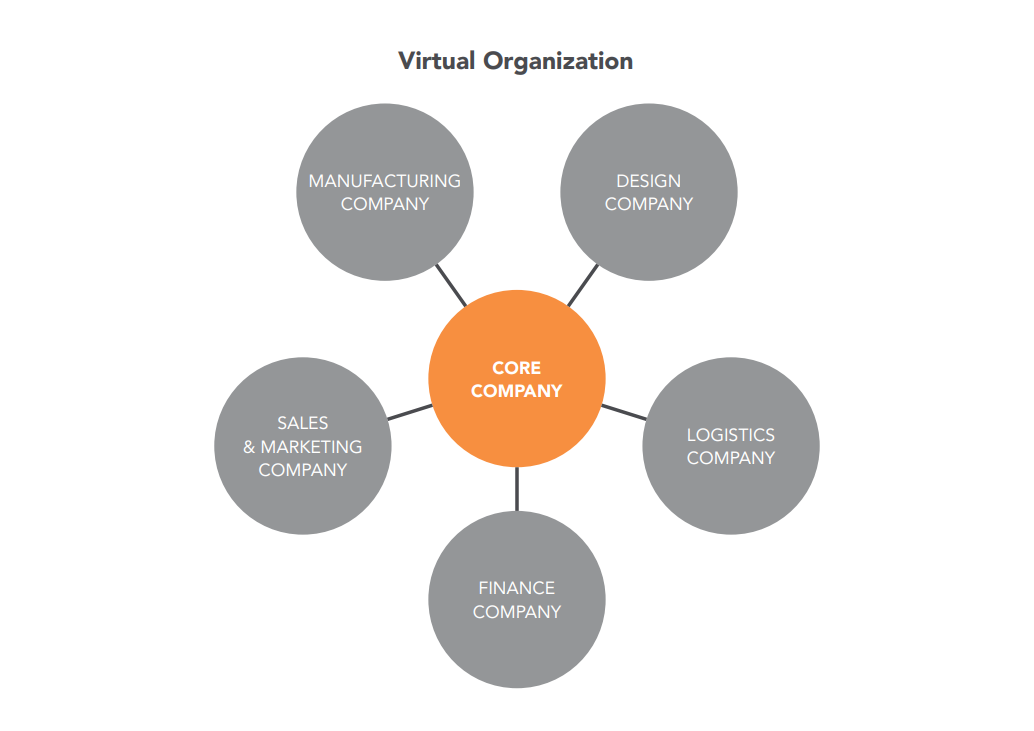 Virtual Organization
MANUFACTURING
COMPANY
DESIGN
COMPANY
CORE
COMPANY
SALES
& MARKETING
COMPANY
LOGISTICS
COMPANY
FINANCE
COMPANY